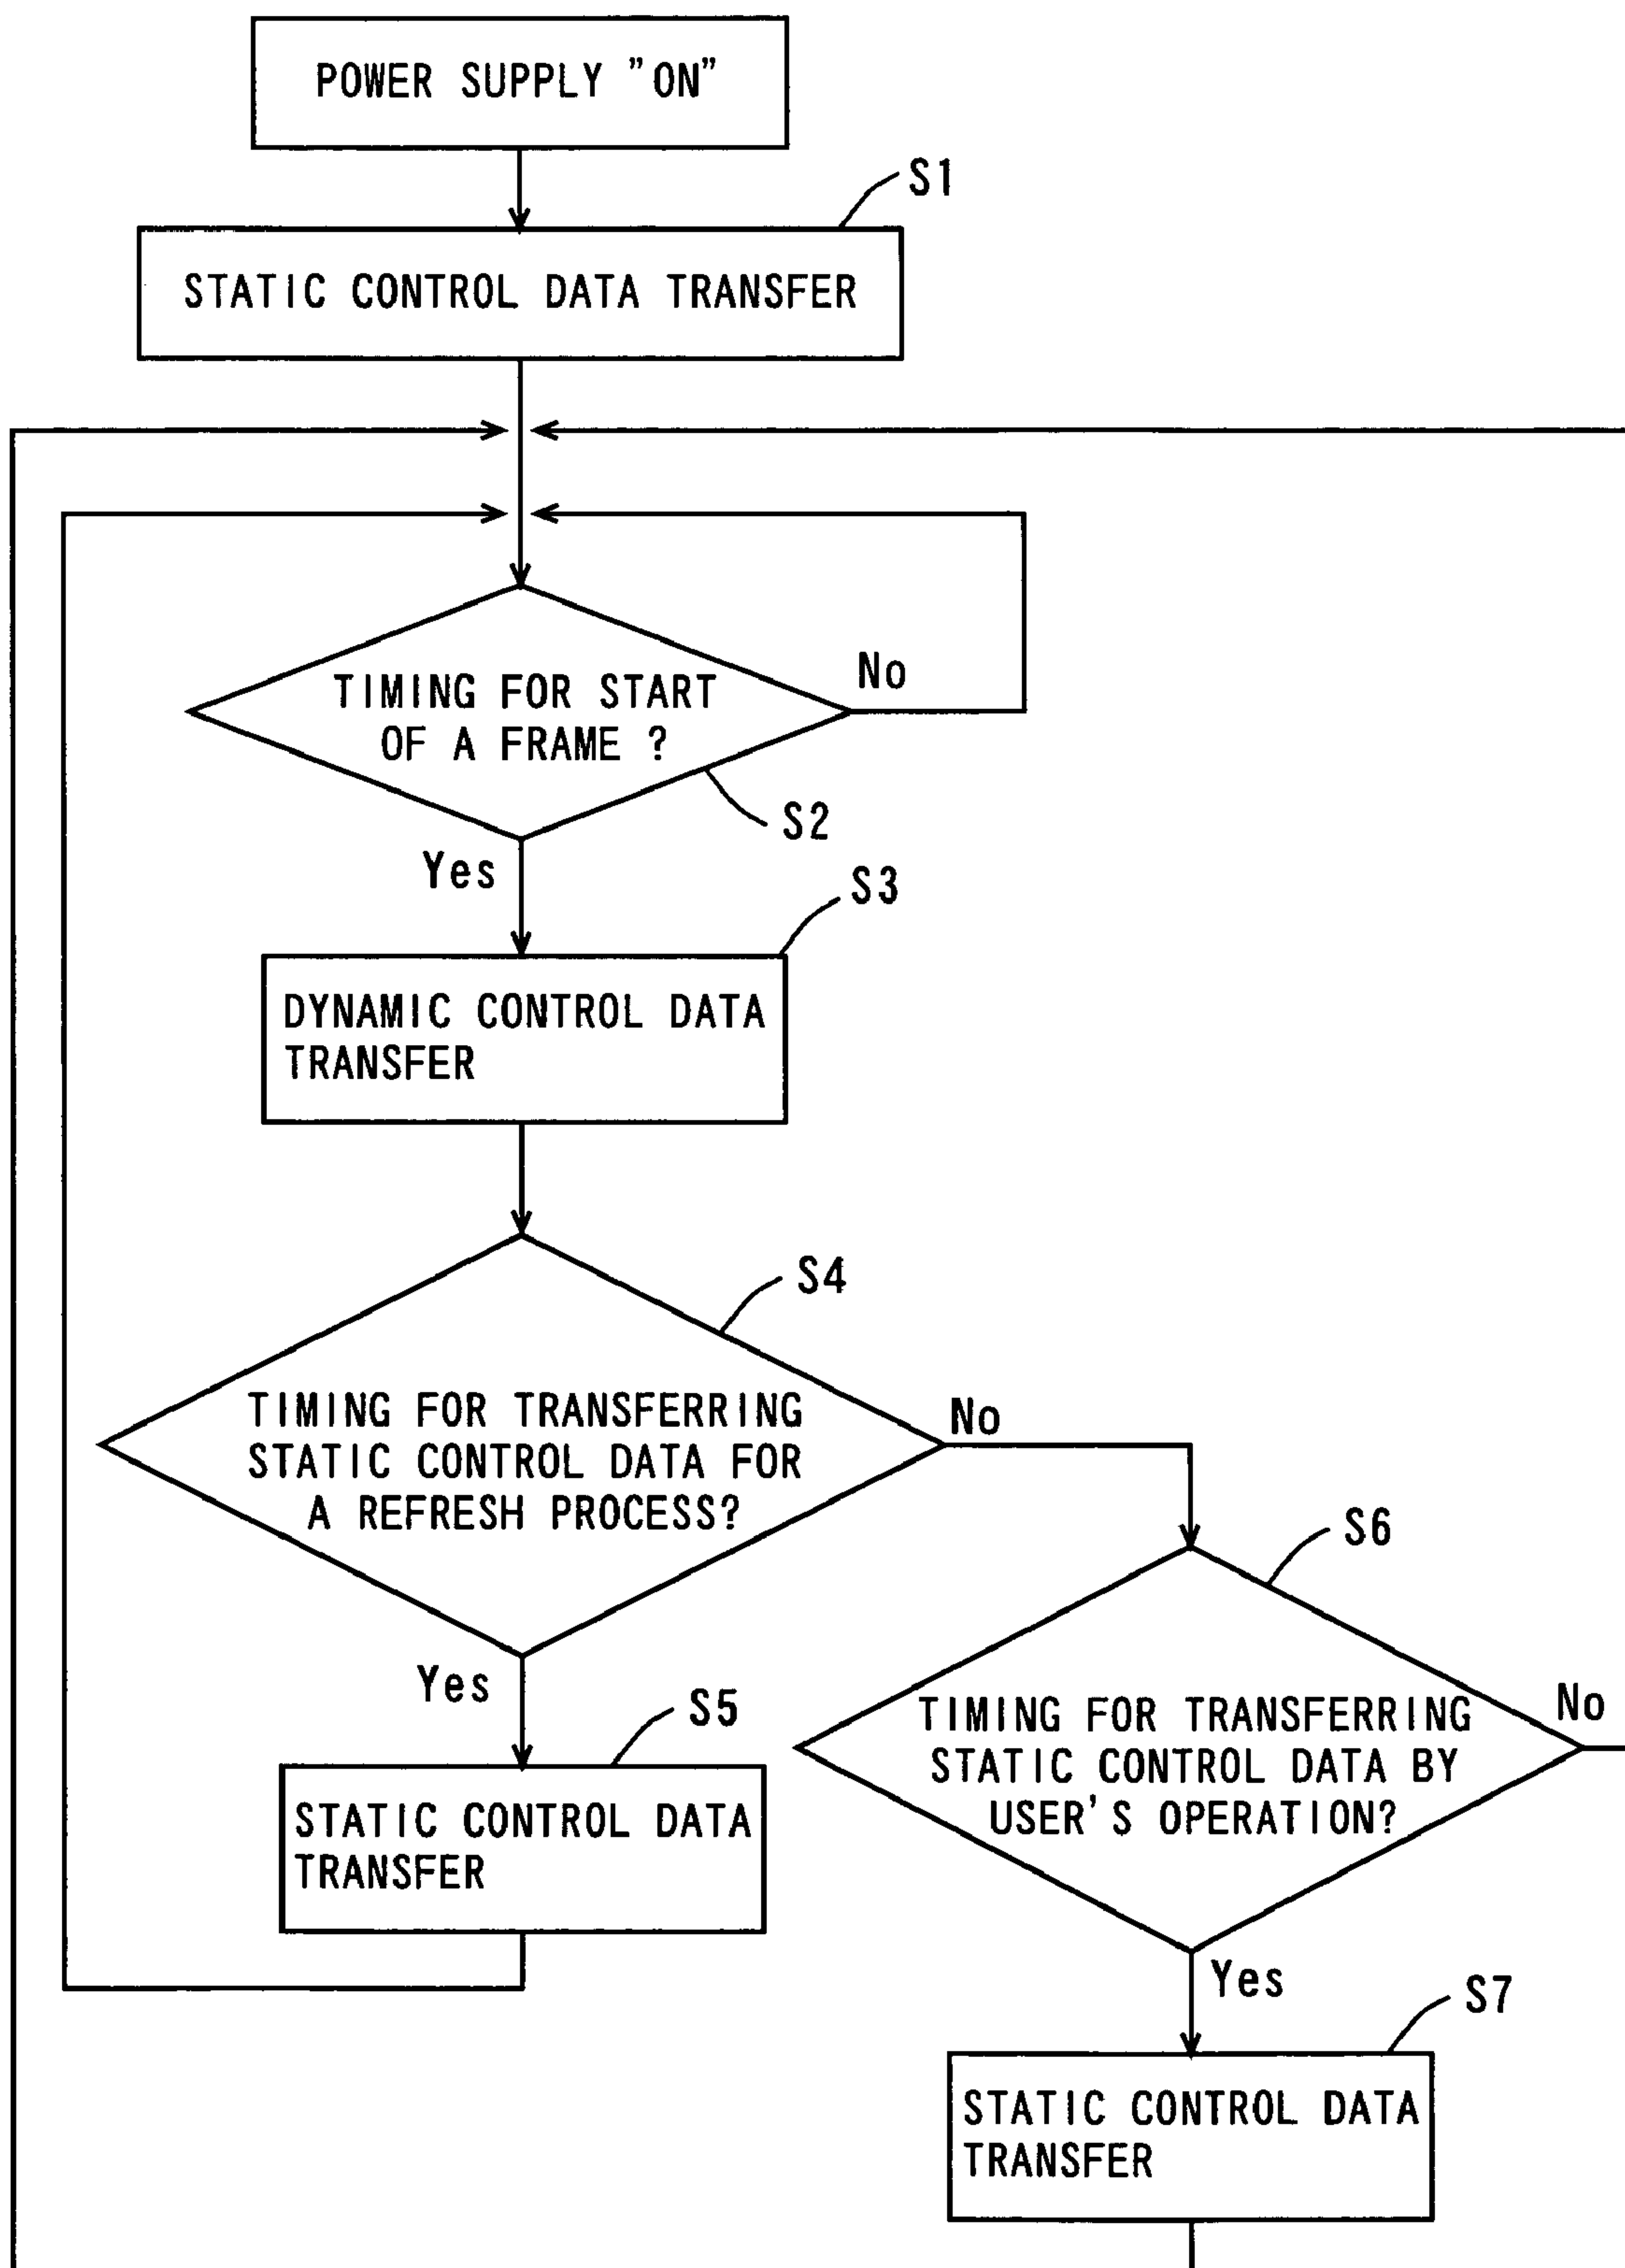 POWER SUPPLY "ON"
S1
STATIC CONTROL DATA TRANSFER
TIMING FOR START
OF A FRAME ?
No
S2
Yes
S3
DYNAMIC CONTROL DATA
TRANSFER
S4
TIMING FOR TRANSFERRING
STATIC CONTROL DATA FOR
A REFRESH PROCESS?
No
Yes
S5
STATIC CONTROL DATA
TRANSFER
S6
TIMING FOR TRANSFERRING
STATIC CONTROL DATA BY
USER'S OPERATION?
No
Yes
S7
STATIC CONTROL DATA
TRANSFER